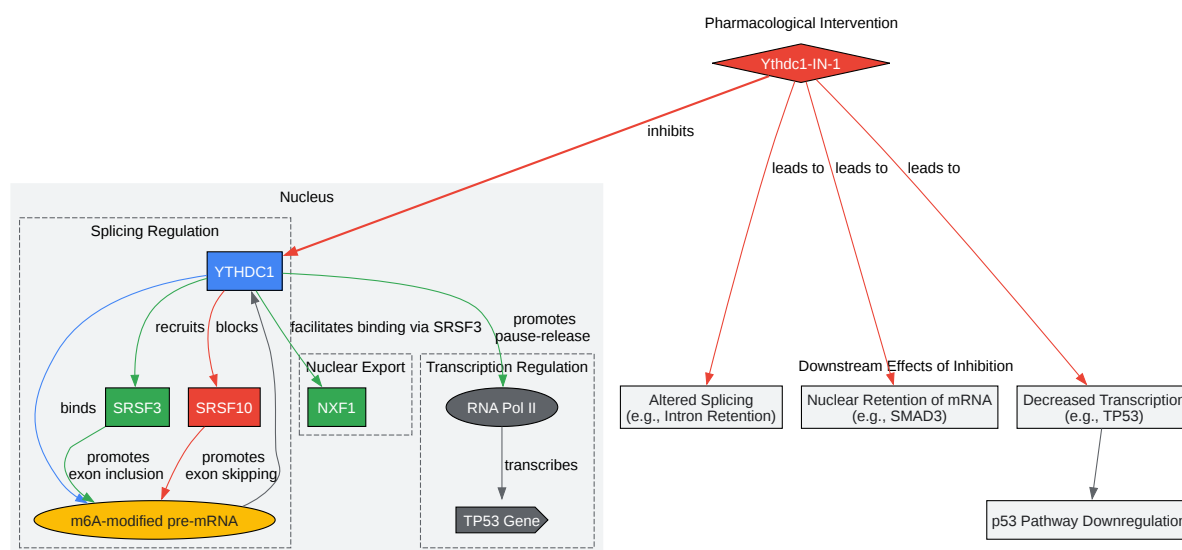 Pharmacological Intervention
Ythdc1-IN-1
inhibits
leads to
leads to
leads to
Nucleus
Splicing Regulation
YTHDC1
recruits
blocks
facilitates binding via SRSF3
promotes
pause-release
Nuclear Export
Transcription Regulation
Downstream Effects of Inhibition
binds
SRSF3
SRSF10
NXF1
RNA Pol II
Altered Splicing
(e.g., Intron Retention)
Nuclear Retention of mRNA
(e.g., SMAD3)
Decreased Transcription
(e.g., TP53)
promotes
exon inclusion
promotes
exon skipping
transcribes
m6A-modified pre-mRNA
TP53 Gene
p53 Pathway Downregulation